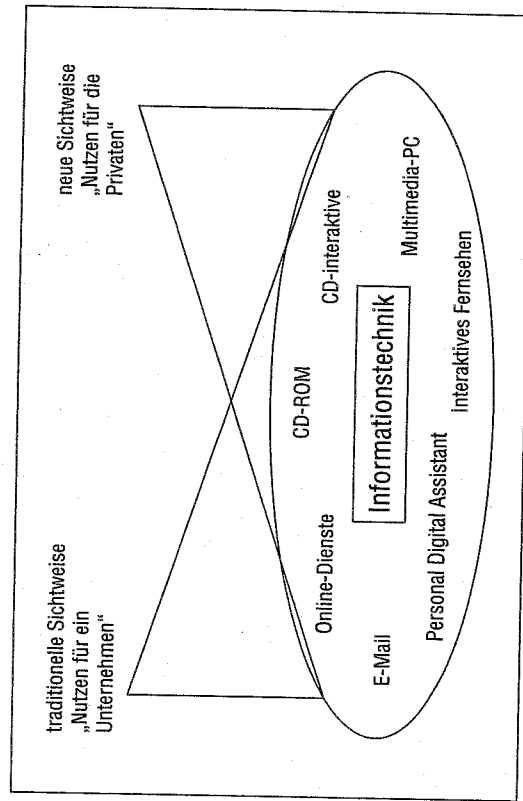 traditionelle Sichtweise
„Nutzen für ein
Unternehmen“
neue Sichtweise
„Nutzen für die
Privaten“
Online-Dienste
CD-ROM
CD-interaktive
E-Mail
Informationstechnik
Multimedia-PC
Personal Digital Assistant
Interaktives Fernsehen